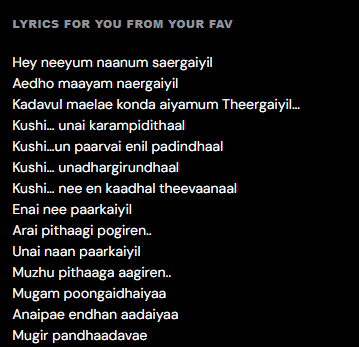 LYRICS FOR YOU FROM YOUR FAV
Hey neeyum naanum saergaiyil
Aedho maayam naergaiyil
Kadavul maelae konda aiyamum Theergaiyil...
Kushi... unai karampidithaal
Kushi...un paarvai enil padindhaal
Kushi... unadhargirundhaal
Kushi... nee en kaadhal theevaanaal
Enai nee paarkaiyil
Arai pithaagi pogiren..
Unai naan paarkaiyil
Muzhu pithaaga aagiren..
Mugam poongaidhaiyaa
Anaipae endhan aadaiyaa
Mugir pandhaadavae